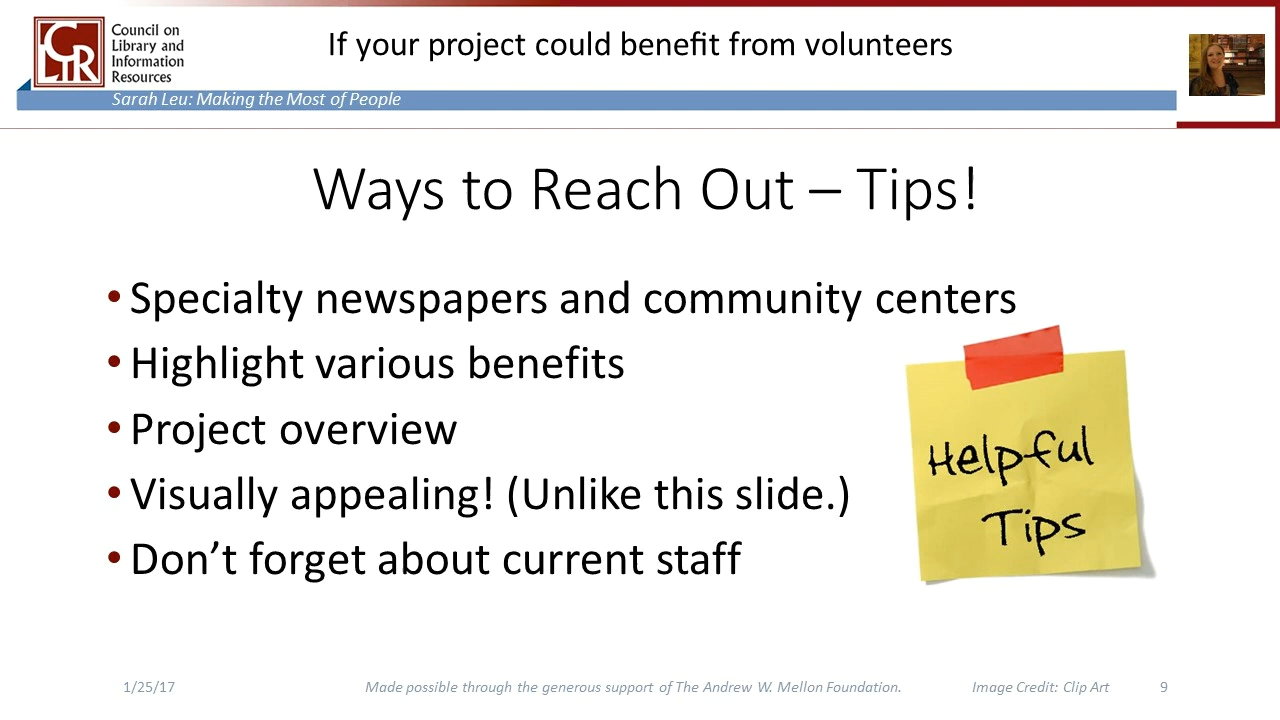 CLIR
Council on
Library and
Information
Resources
If your project could benefit from volunteers
Sarah Leu: Making the Most of People
Ways to Reach Out – Tips!
•Specialty newspapers and community centers
•Highlight various benefits
•Project overview
•Visually appealing! (Unlike this slide.)
•Don’t forget about current staff
Helpful
Tips
1/25/17 Made possible through the generous support of The Andrew W. Mellon Foundation. Image Credit: Clip Art 9